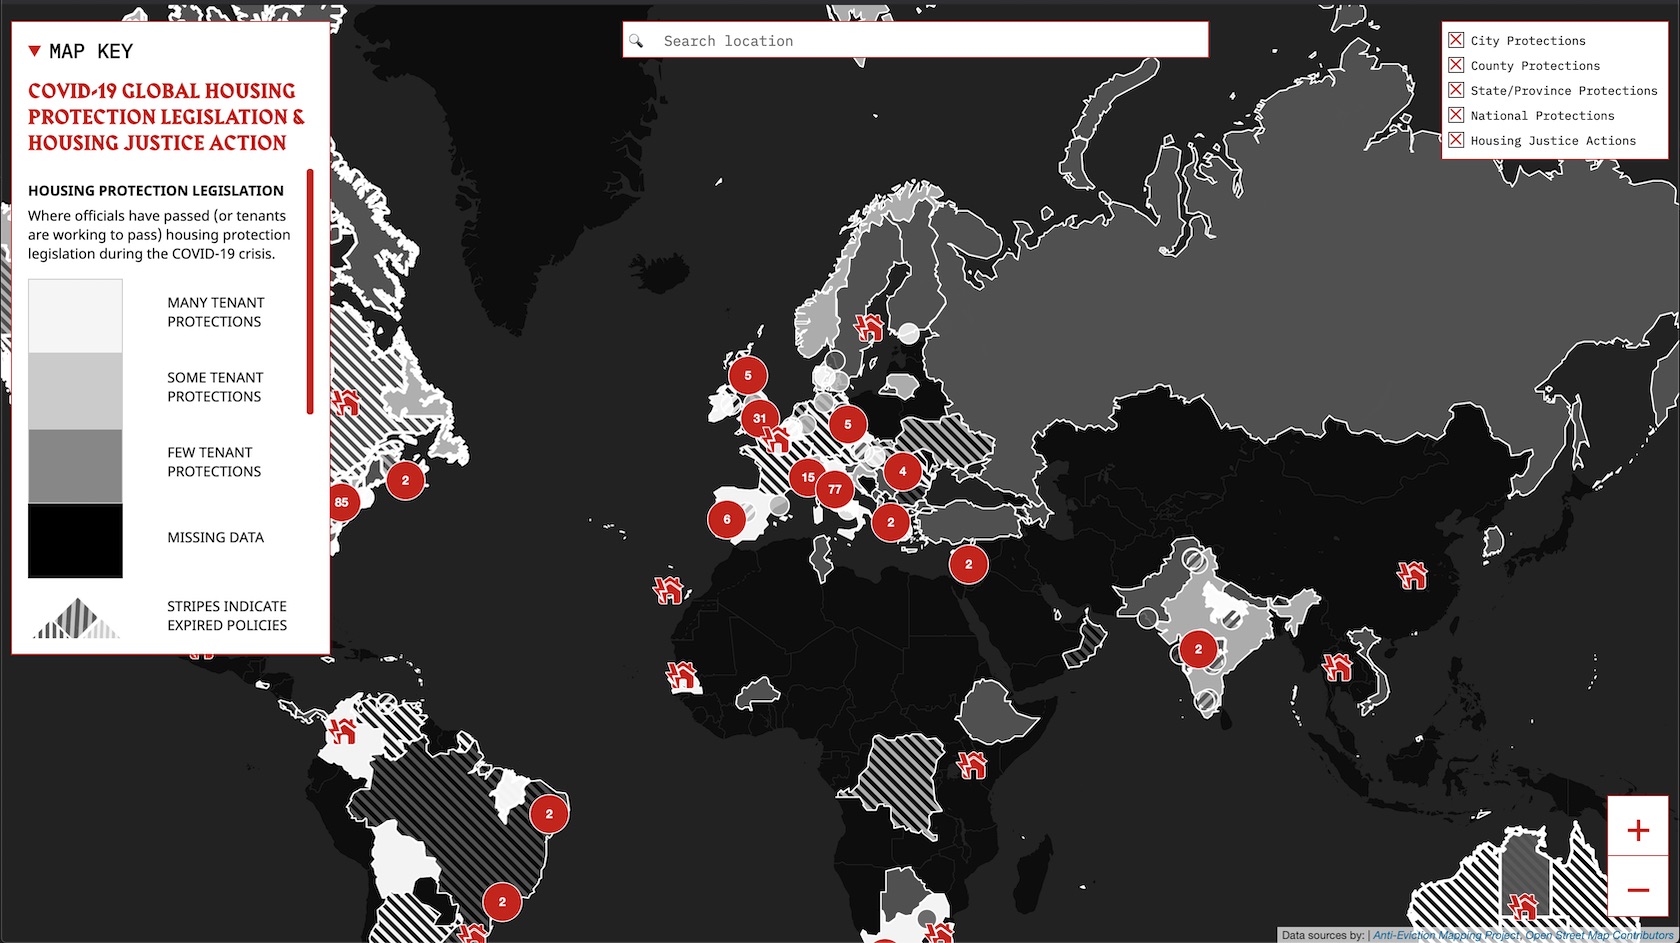 ▼ MAP KEY
COVID-19 GLOBAL HOUSING
PROTECTION LEGISLATION &
HOUSING JUSTICE ACTION
HOUSING PROTECTION LEGISLATION
Where officials have passed (or tenants
are working to pass) housing protection
legislation during the COVID-19 crisis.
MANY TENANT
PROTECTIONS
SOME TENANT
PROTECTIONS
FEW TENANT
PROTECTIONS
MISSING DATA
STRIPES INDICATE
EXPIRED POLICIES
Search location
City Protections
County Protections
State/Province Protections
National Protections
Housing Justice Actions
5
31
5
15
77
4
6
2
2
2
85
2
2
2
+
−
Data sources by: | Anti-Eviction Mapping Project, Open Street Map Contributors